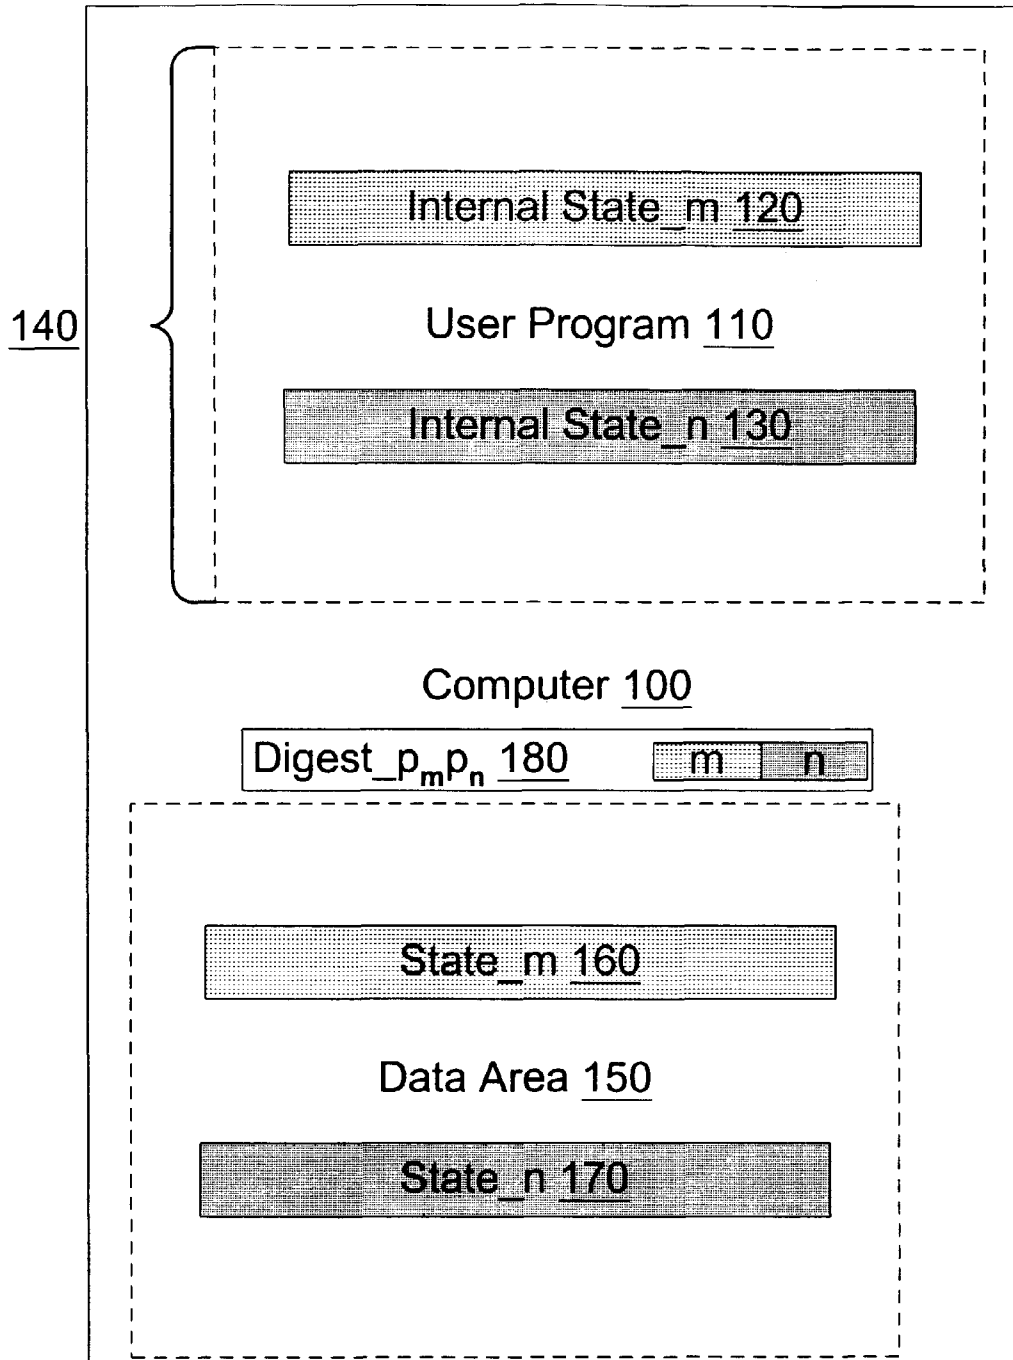 Internal State_m 120
140
User Program 110
Internal State_n 130
Computer 100
Digest_pmpn 180 m n
State_m 160
Data Area 150
State_n 170